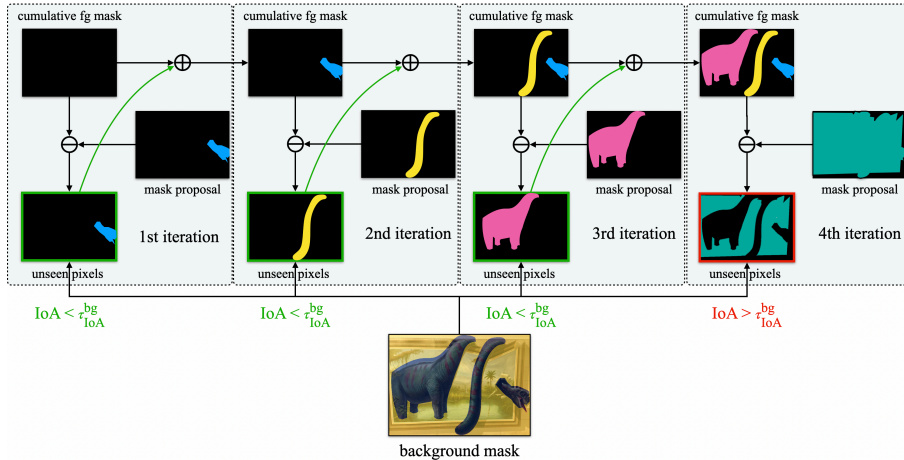 cumulative fg mask
cumulative fg mask
cumulative fg mask
cumulative fg mask
mask proposal
mask proposal
mask proposal
mask proposal
1st iteration
2nd iteration
3rd iteration
4th iteration
unseen pixels
unseen pixels
unseen pixels
unseen pixels
IoA < τ^bg_IoA
IoA < τ^bg_IoA
IoA < τ^bg_IoA
IoA > τ^bg_IoA
background mask